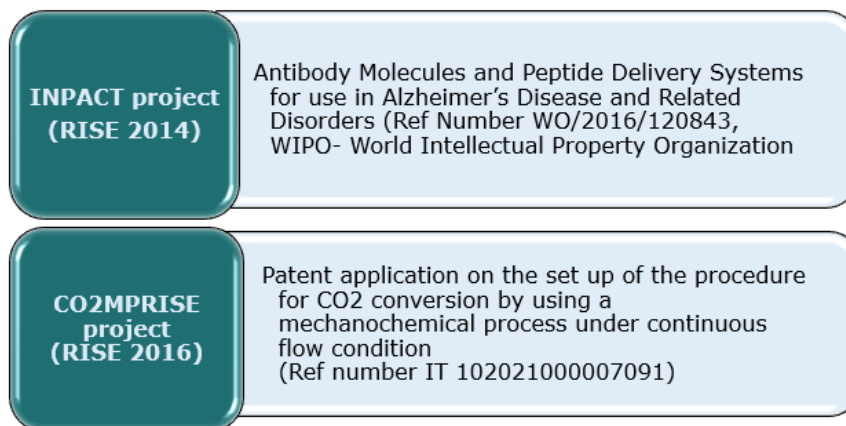 INPACT project
(RISE 2014)
Antibody Molecules and Peptide Delivery Systems
for use in Alzheimer’s Disease and Related
Disorders (Ref Number WO/2016/120843,
WIPO- World Intellectual Property Organization
CO2MPRISE
project
(RISE 2016)
Patent application on the set up of the procedure
for CO2 conversion by using a
mechanochemical process under continuous
flow condition
(Ref number IT 102021000007091)